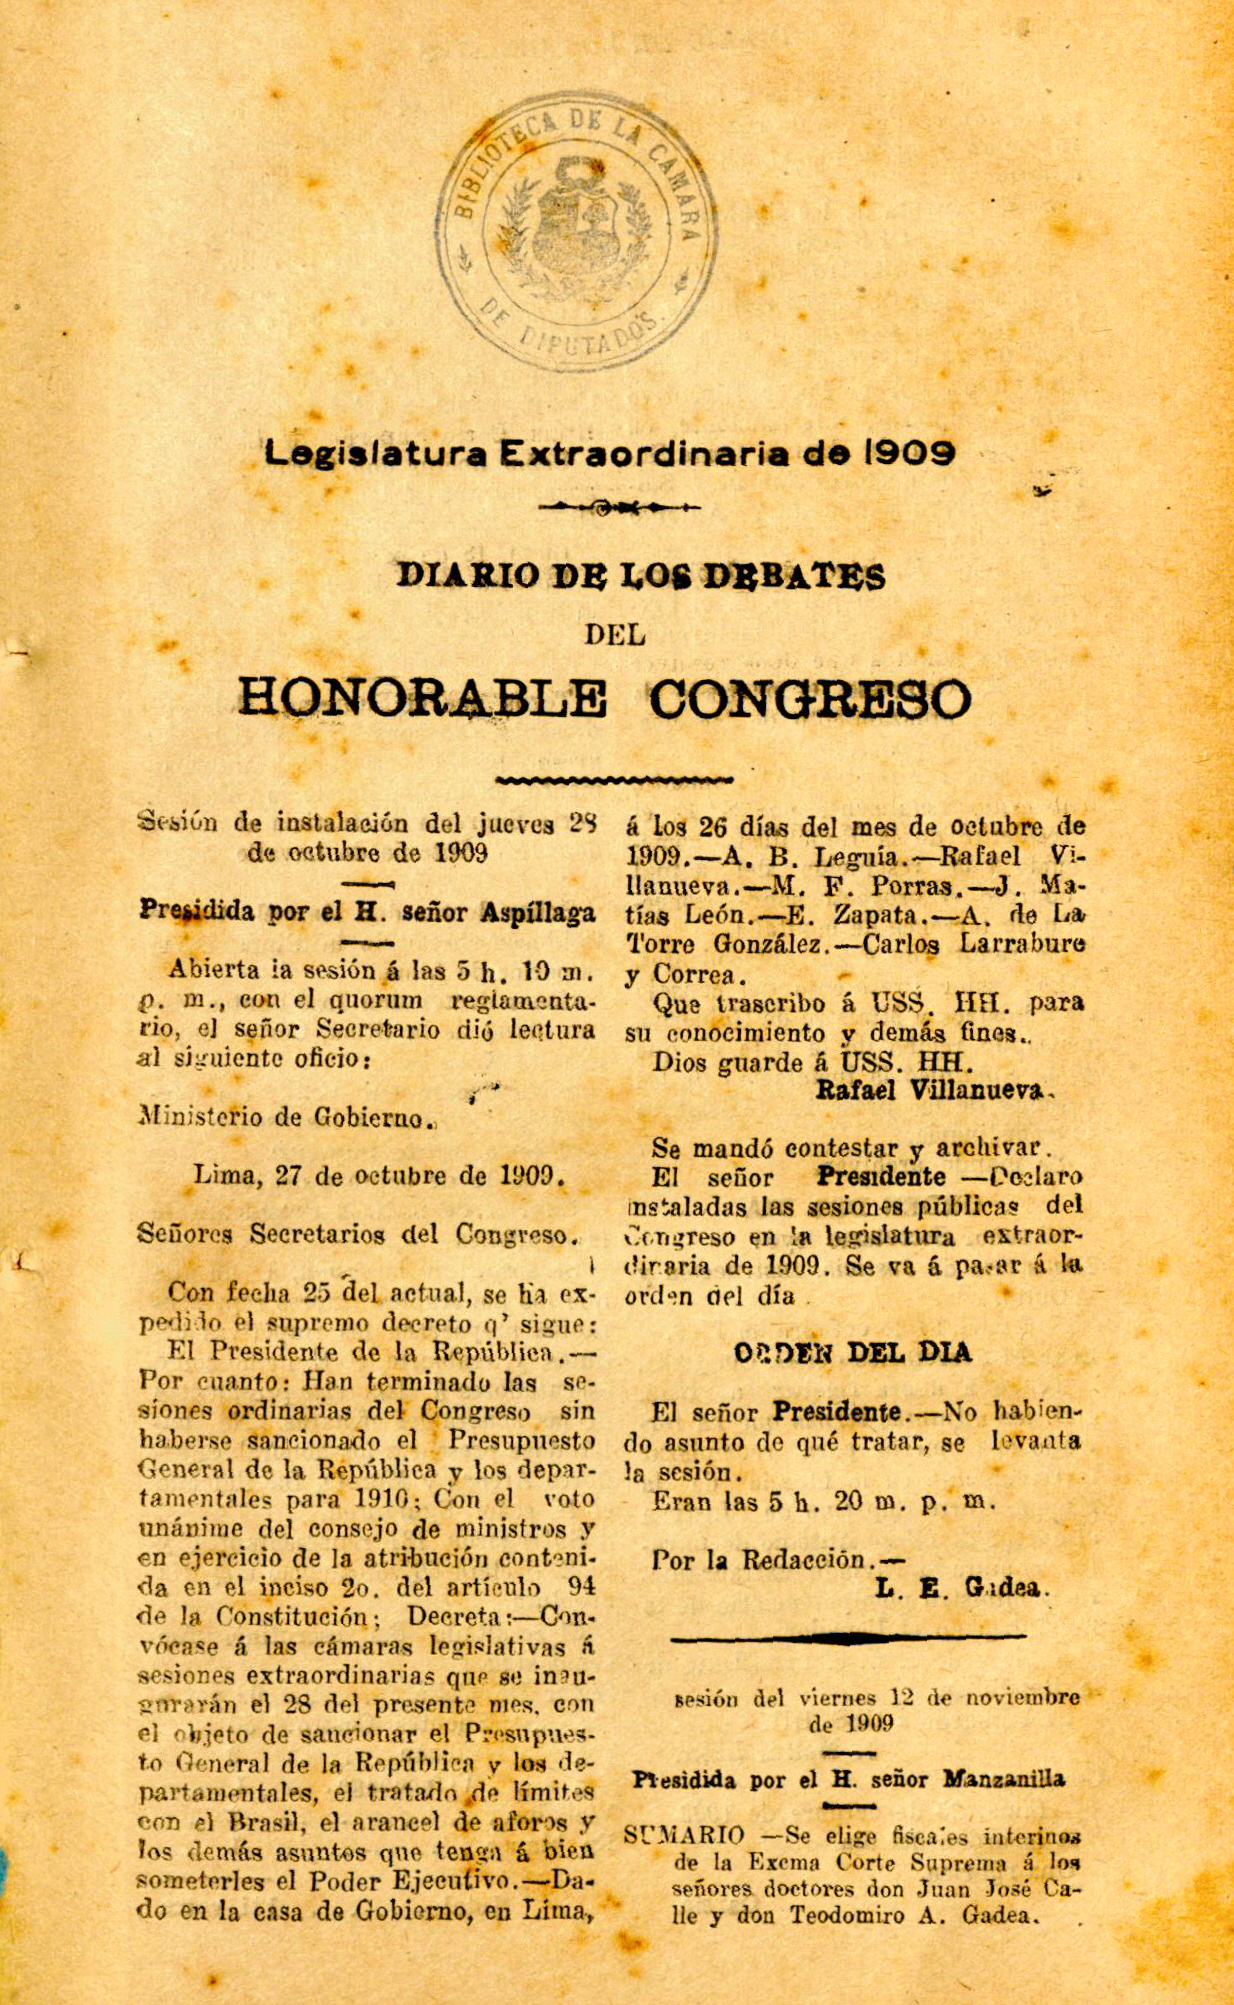 BIBLIOTECA DE LA CAMARA
DE DIPUTADOS.
Legislatura Extraordinaria de 1909
DIARIO DE LOS DEBATES
DEL
HONORABLE CONGRESO
Sesión de instalación del jueves 28
de octubre de 1909
Presidida por el H. señor Aspíllaga
Abierta la sesión á las 5 h. 10 m.
p. m., con el quorum reglamenta-
rio, el señor Secretario dió lectura
al siguiente oficio:
Ministerio de Gobierno.
Lima, 27 de octubre de 1909.
Señores Secretarios del Congreso.
Con fecha 25 del actual, se ha ex-
pedido el supremo decreto q' sigue:
El Presidente de la República.—
Por cuanto: Han terminado las se-
siones ordinarias del Congreso sin
haberse sancionado el Presupuesto
General de la República y los depar-
tamentales para 1910; Con el voto
unánime del consejo de ministros y
en ejercicio de la atribución conteni-
da en el inciso 2o. del artículo 94
de la Constitución; Decreta:—Con-
vócase á las cámaras legislativas á
sesiones extraordinarias que se inau-
gurarán el 28 del presente mes, con
el objeto de sancionar el Presupues-
to General de la República y los de-
partamentales, el tratado de límites
con el Brasil, el arancel de aforos y
los demás asuntos que tenga á bien
someterles el Poder Ejecutivo.—Da-
do en la casa de Gobierno, en Lima,
á los 26 días del mes de octubre de
1909.—A. B. Leguía.—Rafael Vi-
llanueva.—M. F. Porras.—J. Ma-
tías León.—E. Zapata.—A. de La
Torre González.—Carlos Larrabure
y Correa.
Que trascribo á USS. HH. para
su conocimiento y demás fines.
Dios guarde á USS. HH.
Rafael Villanueva.
Se mandó contestar y archivar.
El señor Presidente —Declaro
instaladas las sesiones públicas del
Congreso en la legislatura extraor-
dinaria de 1909. Se va á pasar á la
orden del día.
ORDEN DEL DIA
El señor Presidente.—No habien-
do asunto de qué tratar, se levanta
la sesión.
Eran las 5 h. 20 m. p. m.
Por la Redacción.—
L. E. Gadea.
sesión del viernes 12 de noviembre
de 1909
Presidida por el H. señor Manzanilla
SUMARIO —Se elige fiscales interinos
de la Excma Corte Suprema á los
señores doctores don Juan José Ca-
lle y don Teodomiro A. Gadea.